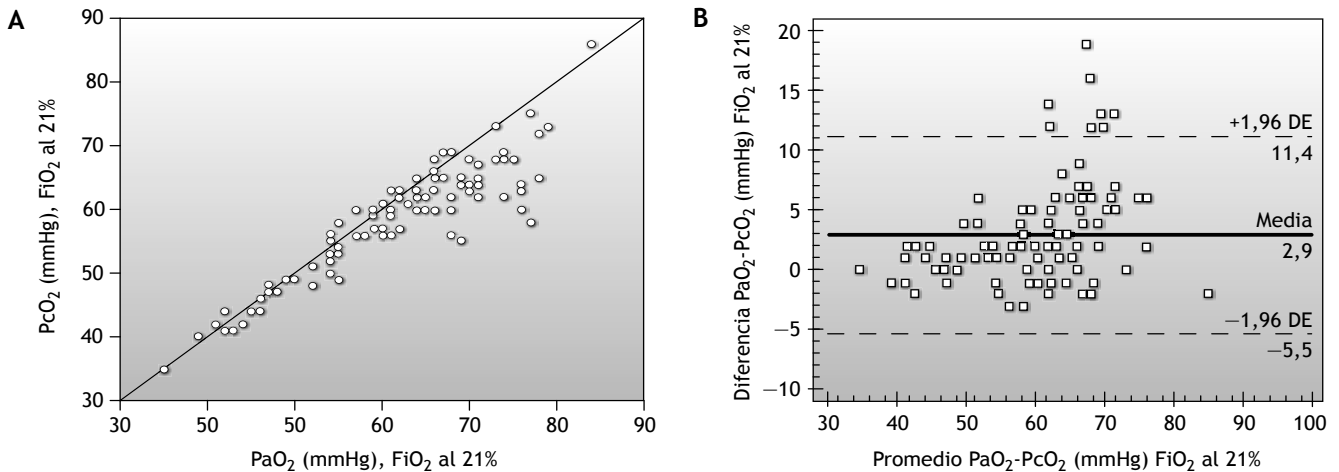 A
PcO₂ (mmHg), FiO₂ al 21%
90
80
70
60
50
40
30
30 50 50 60 70 80 90
PaO₂ (mmHg), FiO₂ al 21%
B
Diferencia PaO₂-PcO₂ (mmHg) FiO₂ al 21%
20
15
10
5
0
−5
−10
+1,96 DE
11,4
Media
2,9
−1,96 DE
−5,5
30 40 50 60 70 80 90 100
Promedio PaO₂-PcO₂ (mmHg) FiO₂ al 21%